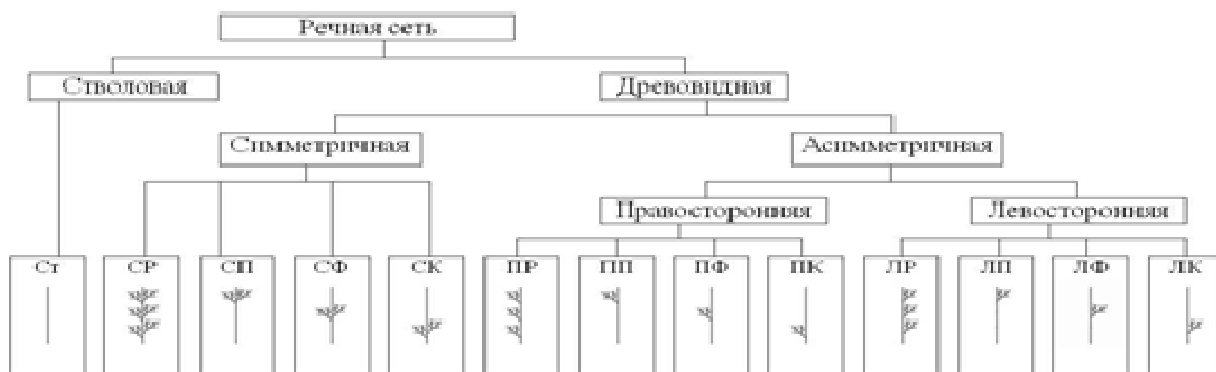 Речная сеть
Стволовая
Древовидная
Симметричная
Асимметричная
Правосторонняя
Левосторонняя
Ст
СР
СП
СФ
СК
ПР
ПП
ПФ
ПК
ЛР
ЛП
ЛФ
ЛК